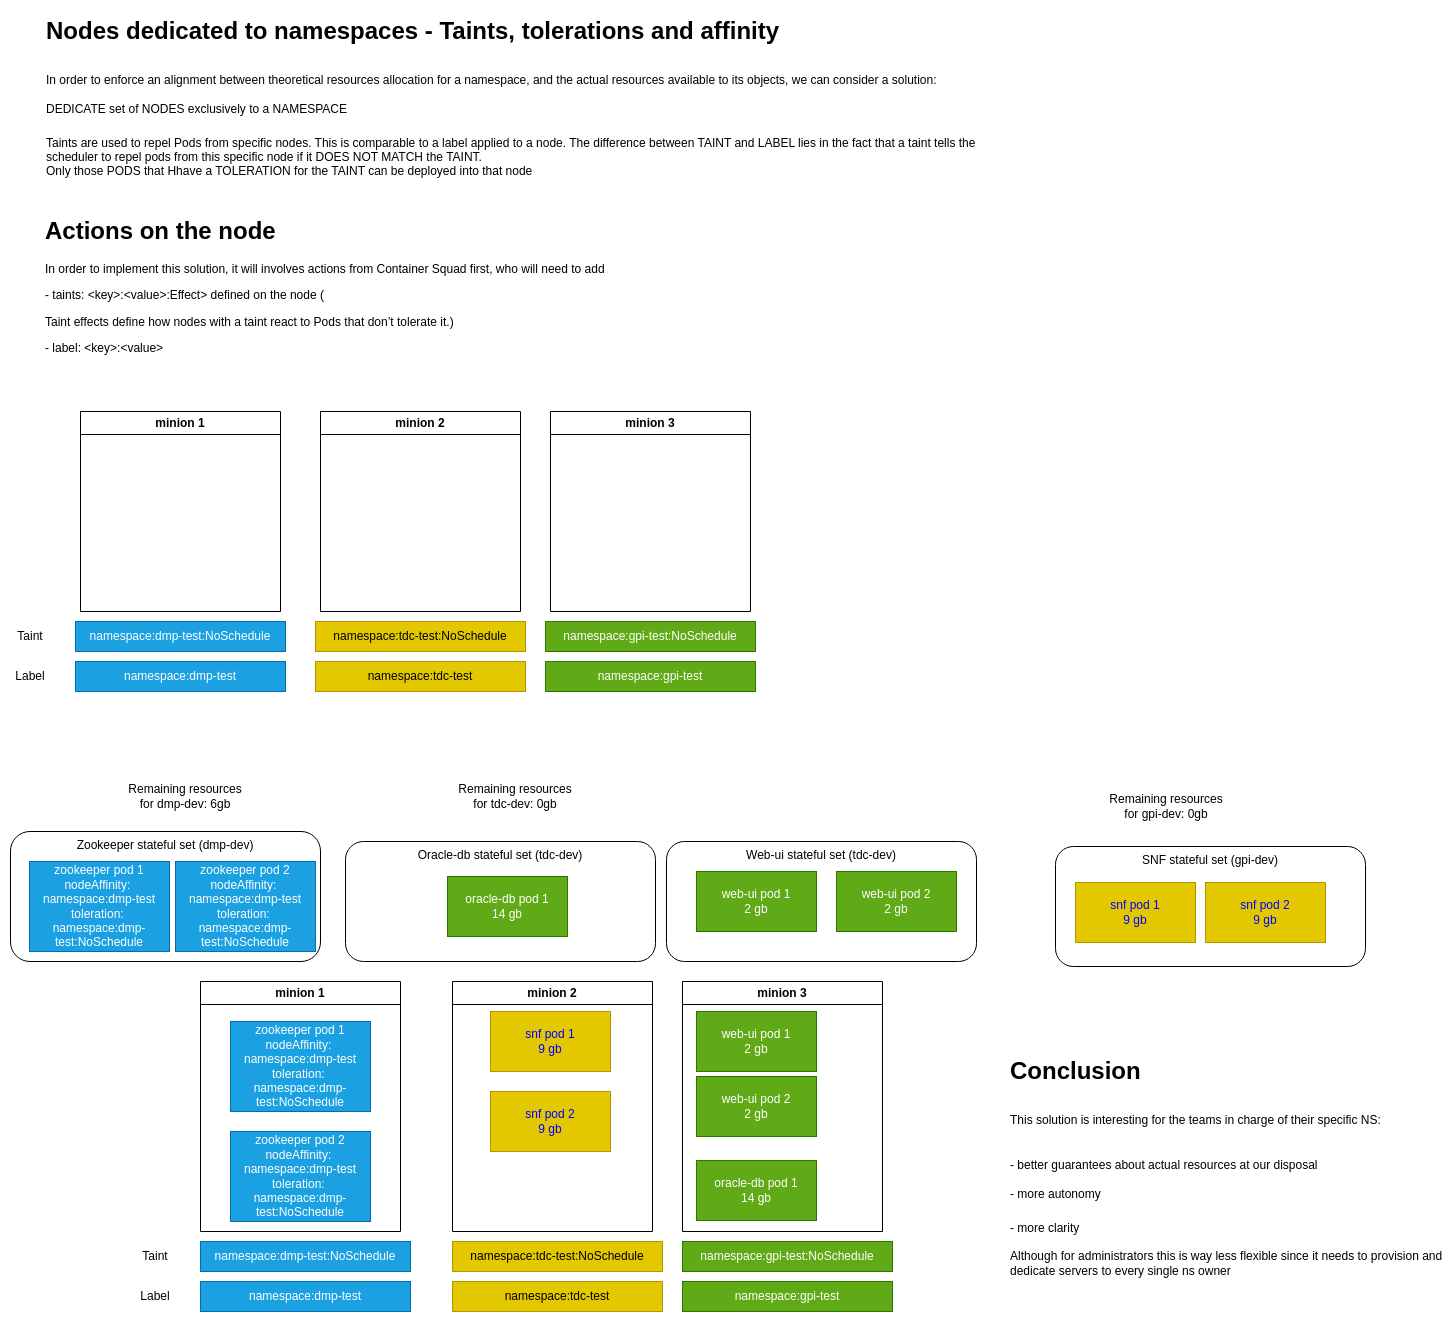 Nodes dedicated to namespaces - Taints, tolerations and affinity
In order to enforce an alignment between theoretical resources allocation for a namespace, and the actual resources available to its objects, we can consider a solution:
DEDICATE set of NODES exclusively to a NAMESPACE
Taints are used to repel Pods from specific nodes. This is comparable to a label applied to a node. The difference between TAINT and LABEL lies in the fact that a taint tells the
scheduler to repel pods from this specific node if it DOES NOT MATCH the TAINT.
Only those PODS that Hhave a TOLERATION for the TAINT can be deployed into that node
Actions on the node
In order to implement this solution, it will involves actions from Container Squad first, who will need to add
- taints: <key>:<value>:Effect> defined on the node (
Taint effects define how nodes with a taint react to Pods that don’t tolerate it.)
- label: <key>:<value>
minion 1
minion 2
minion 3
Taint
namespace:dmp-test:NoSchedule
namespace:tdc-test:NoSchedule
namespace:gpi-test:NoSchedule
Label
namespace:dmp-test
namespace:tdc-test
namespace:gpi-test
Remaining resources
for dmp-dev: 6gb
Remaining resources
for tdc-dev: 0gb
Remaining resources
for gpi-dev: 0gb
Zookeeper stateful set (dmp-dev)
zookeeper pod 1
nodeAffinity:
namespace:dmp-test
toleration:
namespace:dmp-
test:NoSchedule
zookeeper pod 2
nodeAffinity:
namespace:dmp-test
toleration:
namespace:dmp-
test:NoSchedule
Oracle-db stateful set (tdc-dev)
oracle-db pod 1
14 gb
Web-ui stateful set (tdc-dev)
web-ui pod 1
2 gb
web-ui pod 2
2 gb
SNF stateful set (gpi-dev)
snf pod 1
9 gb
snf pod 2
9 gb
minion 1
zookeeper pod 1
nodeAffinity:
namespace:dmp-test
toleration:
namespace:dmp-
test:NoSchedule
zookeeper pod 2
nodeAffinity:
namespace:dmp-test
toleration:
namespace:dmp-
test:NoSchedule
minion 2
snf pod 1
9 gb
snf pod 2
9 gb
minion 3
web-ui pod 1
2 gb
web-ui pod 2
2 gb
oracle-db pod 1
14 gb
Taint
namespace:dmp-test:NoSchedule
namespace:tdc-test:NoSchedule
namespace:gpi-test:NoSchedule
Label
namespace:dmp-test
namespace:tdc-test
namespace:gpi-test
Conclusion
This solution is interesting for the teams in charge of their specific NS:
- better guarantees about actual resources at our disposal
- more autonomy
- more clarity
Although for administrators this is way less flexible since it needs to provision and
dedicate servers to every single ns owner